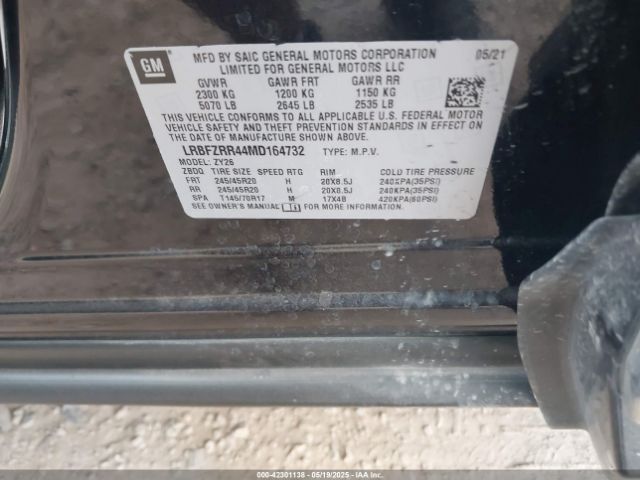 GM
MFD BY SAIC GENERAL MOTORS CORPORATION 05/21
LIMITED FOR GENERAL MOTORS LLC
GVWR GAWR FRT GAWR RR
2300 KG 1200 KG 1150 KG
5070 LB 2645 LB 2535 LB
THIS VEHICLE CONFORMS TO ALL APPLICABLE U.S. FEDERAL MOTOR
VEHICLE SAFETY, BUMPER, AND THEFT PREVENTION STANDARDS IN EFFECT ON
THE DATE OF MANUFACTURE SHOWN ABOVE.
LRBFZRR44MD164732 TYPE: M.P.V.
MODEL: ZY26
ZBDQ TIRE SIZE SPEED RTG RIM COLD TIRE PRESSURE
FRT 245/45R20 H 20X8.5J 240KPA(35PSI)
RR 245/45R20 H 20X8.5J 240KPA(35PSI)
SPA T145/70R17 M 17X4B 420KPA(60PSI)
SEE OWNER'S MANUAL FOR MORE INFORMATION.
000-42301138 - 05/19/2025 - IAAI.COM